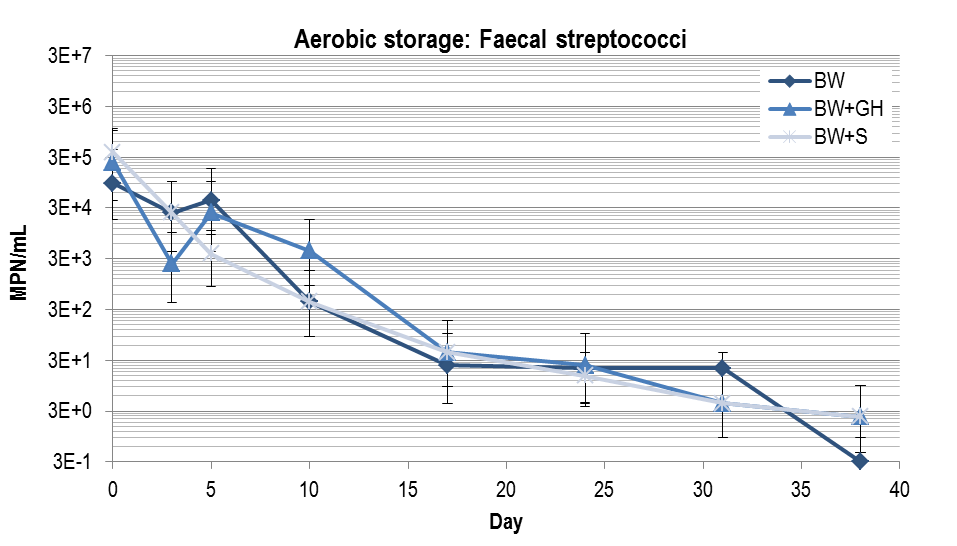 Aerobic storage: Faecal streptococci
3E+7
3E+6
3E+5
3E+4
3E+3
3E+2
3E+1
3E+0
3E-1
MPN/mL
BW
BW+GH
BW+S
0 5 10 15 20 25 30 35 40
Day